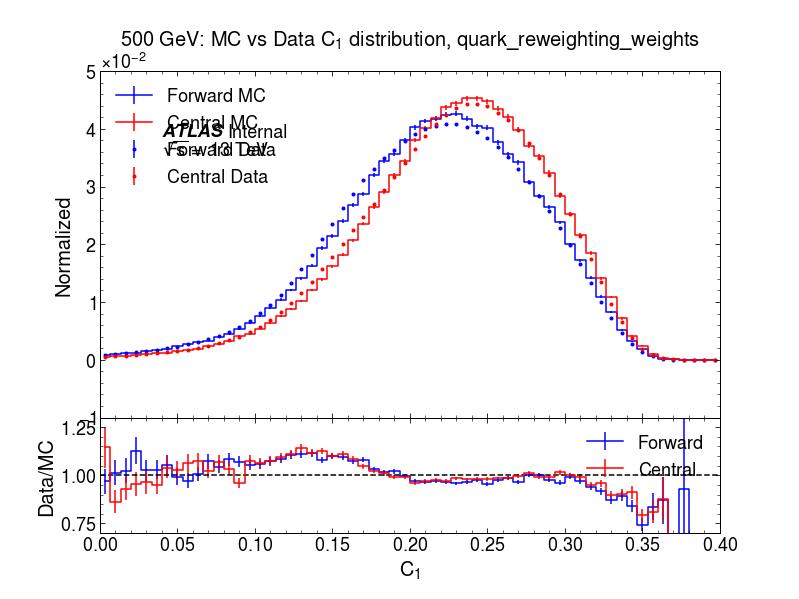 500 GeV: MC vs Data C₁ distribution, quark_reweighting_weights
×10⁻²
5
4
3
2
1
0
−1
Normalized
Forward MC
Central MC
ATLAS Internal
√s = 13 TeV
Forward Data
Central Data
1.25
1.00
0.75
Data/MC
Forward
Central
0.00 0.05 0.10 0.15 0.20 0.25 0.30 0.35 0.40
C₁